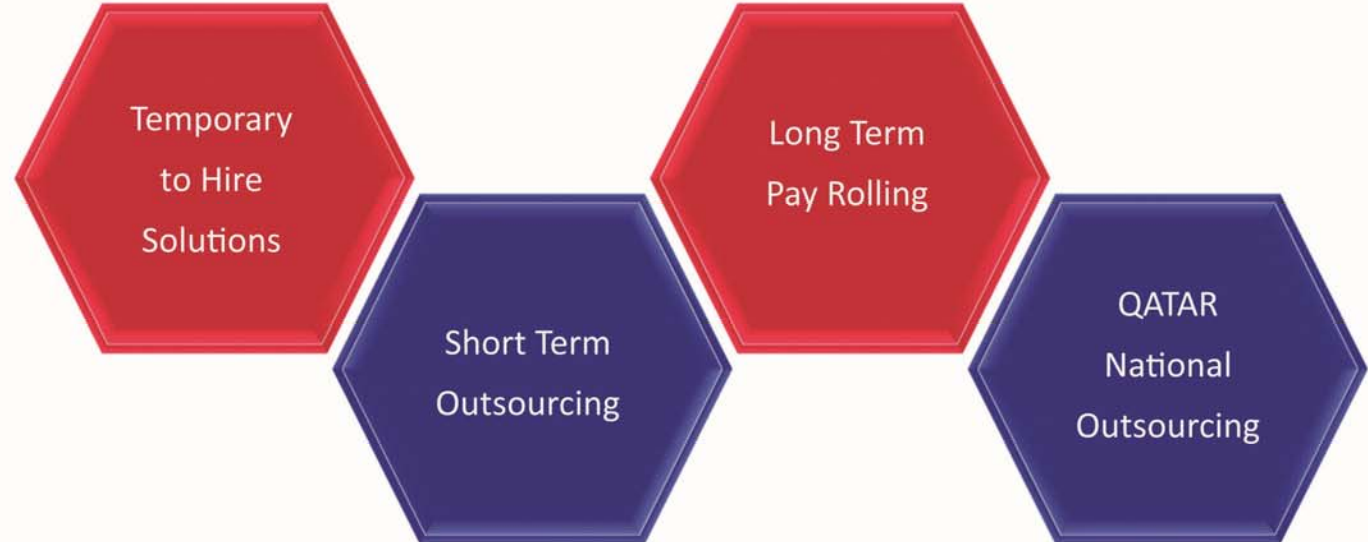 Temporary
to Hire
Solutions
Short Term
Outsourcing
Long Term
Pay Rolling
QATAR
National
Outsourcing